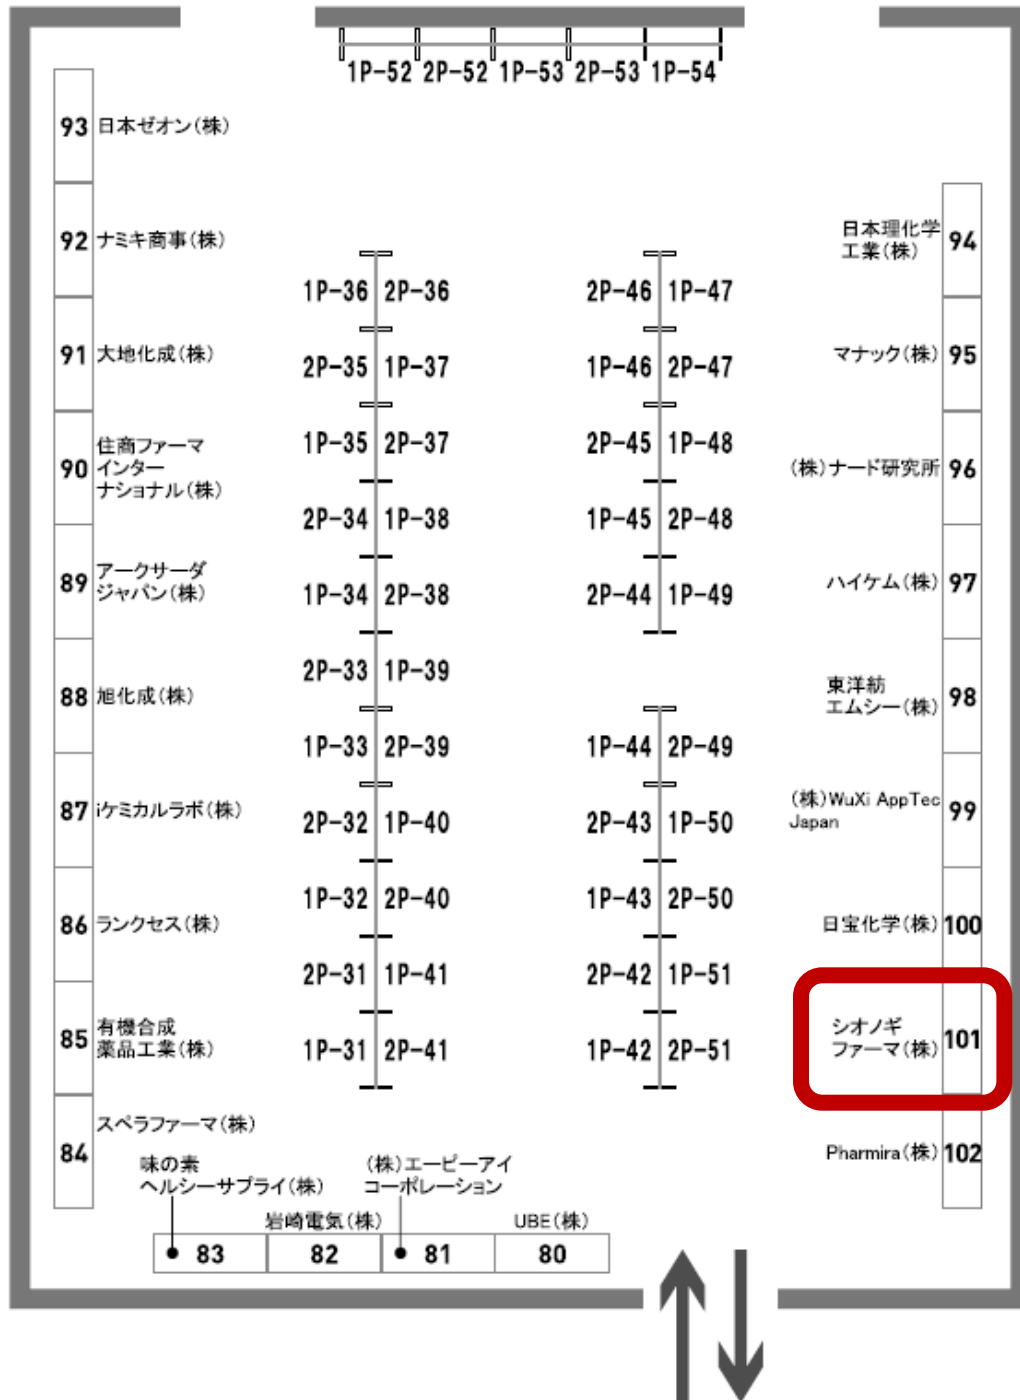 1P-52 2P-52 1P-53 2P-53 1P-54
93 日本ゼオン(株)
92 ナミキ商事(株)
91 大地化成(株)
90 住商ファーマ
インター
ナショナル(株)
89 アークサーダ
ジャパン(株)
88 旭化成(株)
87 iケミカルラボ(株)
86 ランクセス(株)
85 有機合成
薬品工業(株)
84 スペラファーマ(株)
1P-36 2P-36
2P-35 1P-37
1P-35 2P-37
2P-34 1P-38
1P-34 2P-38
2P-33 1P-39
1P-33 2P-39
2P-32 1P-40
1P-32 2P-40
2P-31 1P-41
1P-31 2P-41
2P-46 1P-47
1P-46 2P-47
2P-45 1P-48
1P-45 2P-48
2P-44 1P-49
1P-44 2P-49
2P-43 1P-50
1P-43 2P-50
2P-42 1P-51
1P-42 2P-51
日本理化学
工業(株) 94
マナック(株) 95
(株)ナード研究所 96
ハイケム(株) 97
東洋紡
エムシー(株) 98
(株)WuXi AppTec
Japan 99
日宝化学(株) 100
シオノギ
ファーマ(株) 101
Pharmira(株) 102
味の素
ヘルシーサプライ(株)
(株)エーピーアイ
コーポレーション
岩崎電気(株)
UBE(株)
83 82 81 80